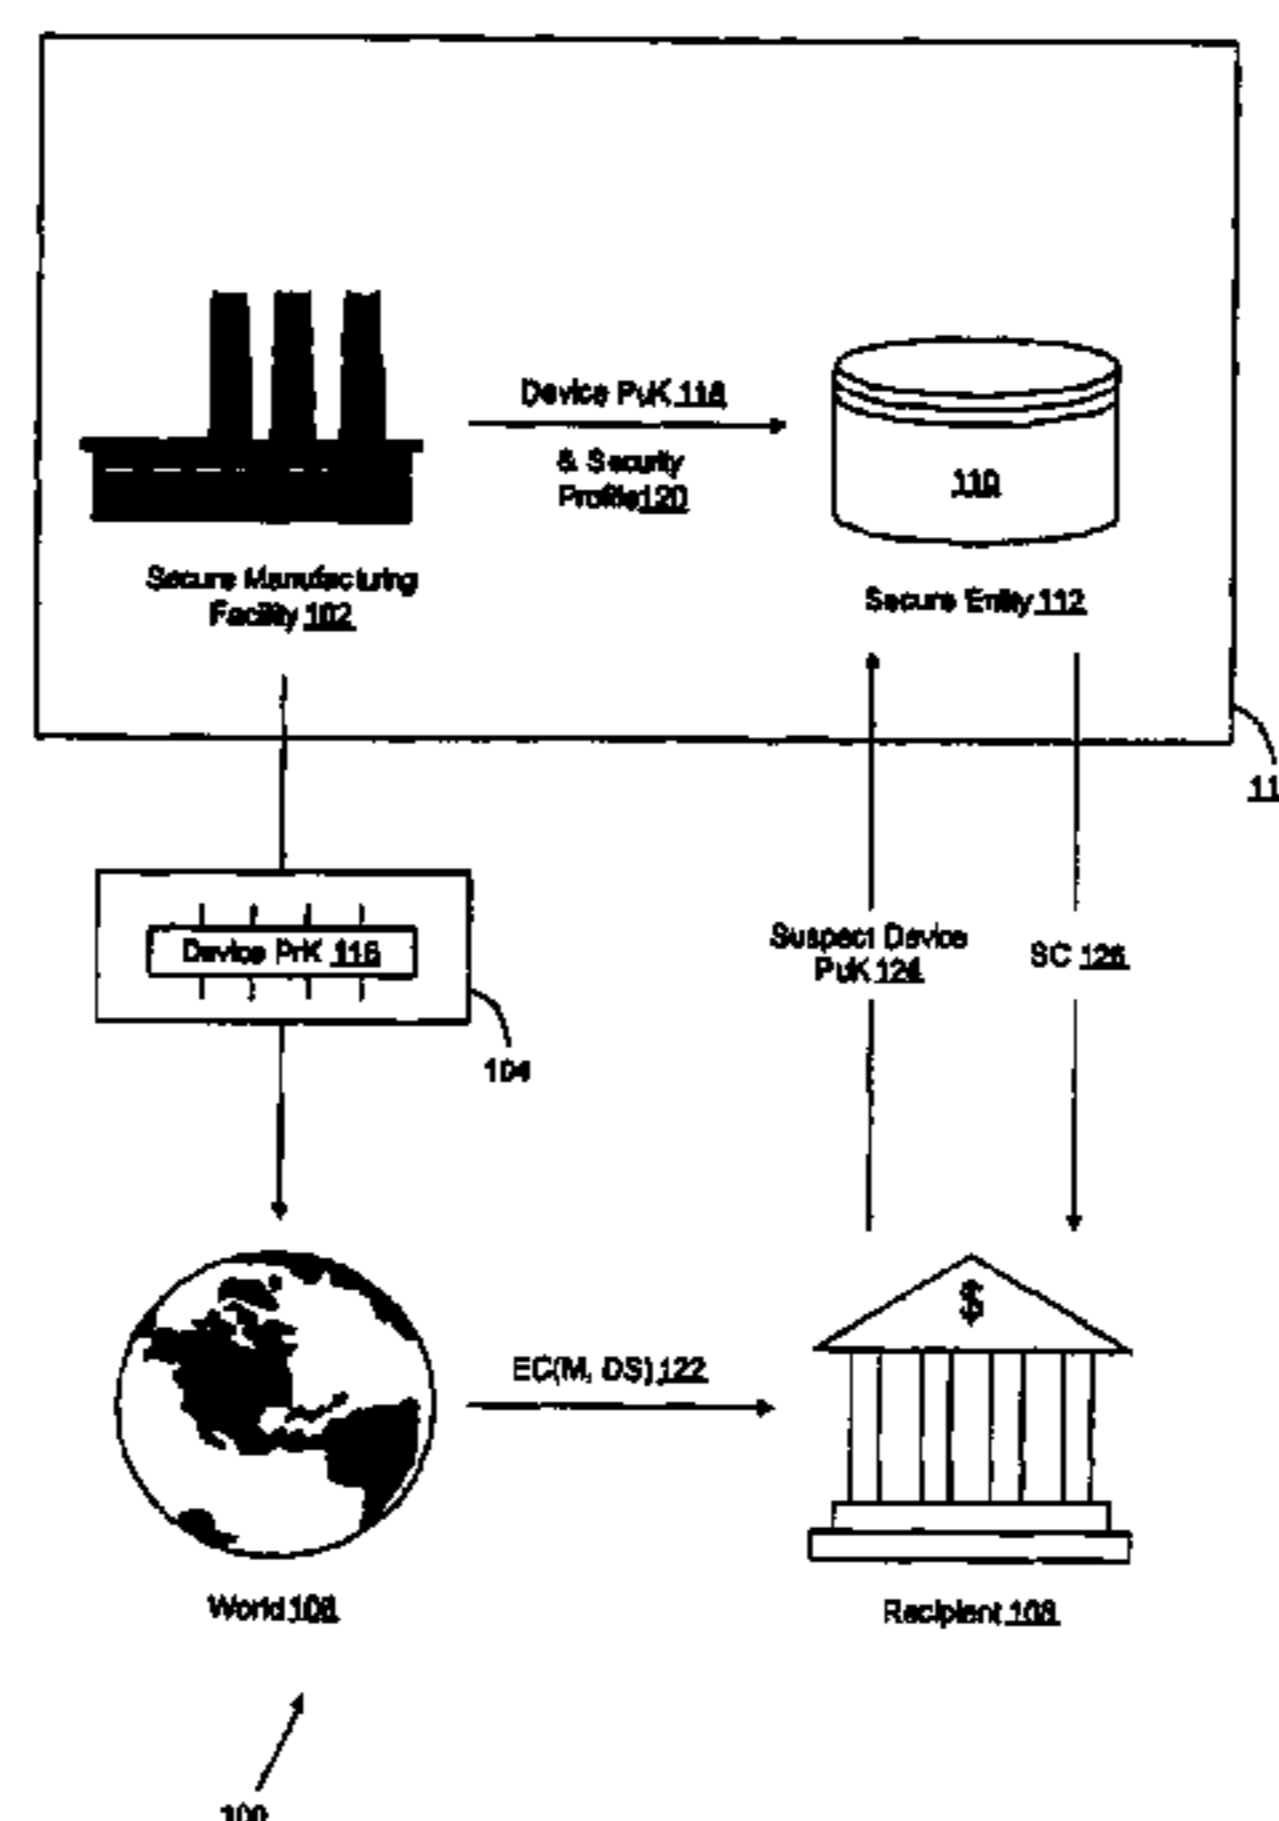 Device PuK 118
& Security
Profile 120
110
Secure Manufacturing
Facility 102
Secure Entity 112
11
Device PrK 116
Suspect Device
PuK 124
SC 126
104
$
EC(M, DS) 122
World 106
Recipient 108
100